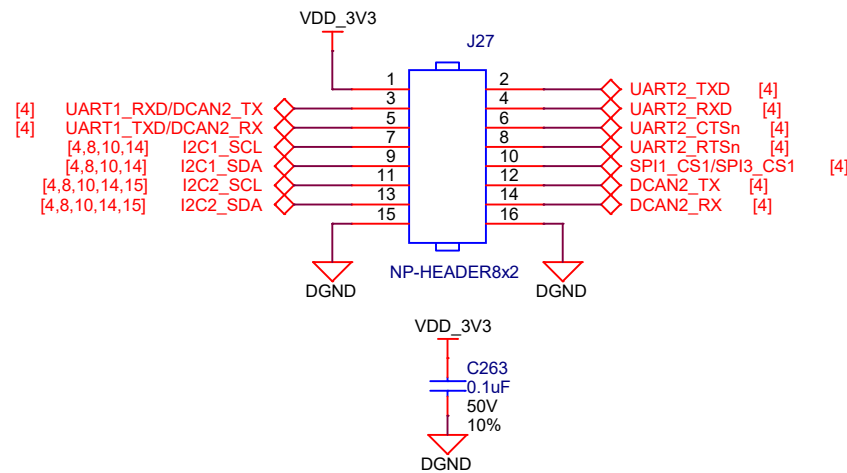 VDD_3V3
J27
1 2 UART2_TXD [4]
[4] UART1_RXD/DCAN2_TX 3 4 UART2_RXD [4]
[4] UART1_TXD/DCAN2_RX 5 6 UART2_CTSn [4]
[4,8,10,14] I2C1_SCL 7 8 UART2_RTSn [4]
[4,8,10,14] I2C1_SDA 9 10 SPI1_CS1/SPI3_CS1 [4]
[4,8,10,14,15] I2C2_SCL 11 12 DCAN2_TX [4]
[4,8,10,14,15] I2C2_SDA 13 14 DCAN2_RX [4]
15 16
NP-HEADER8x2
DGND DGND
VDD_3V3
C263
0.1uF
50V
10%
DGND